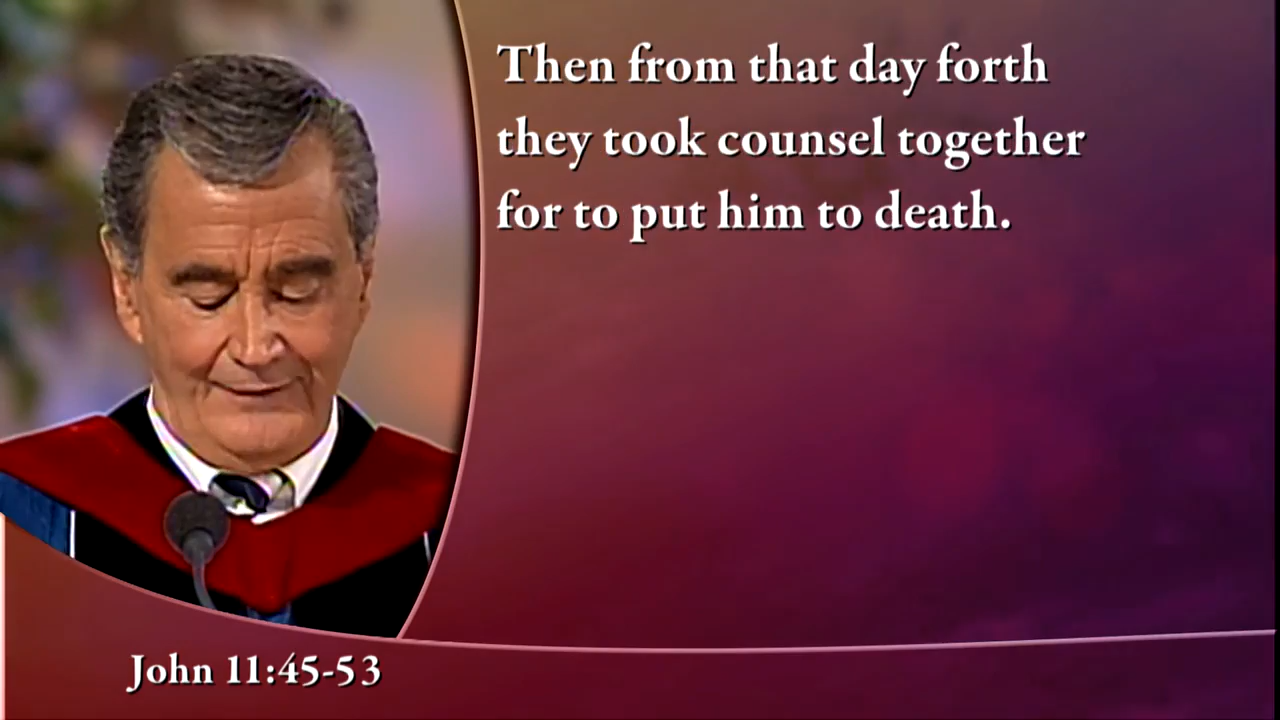 Then from that day forth
they took counsel together
for to put him to death.
John 11:45-53